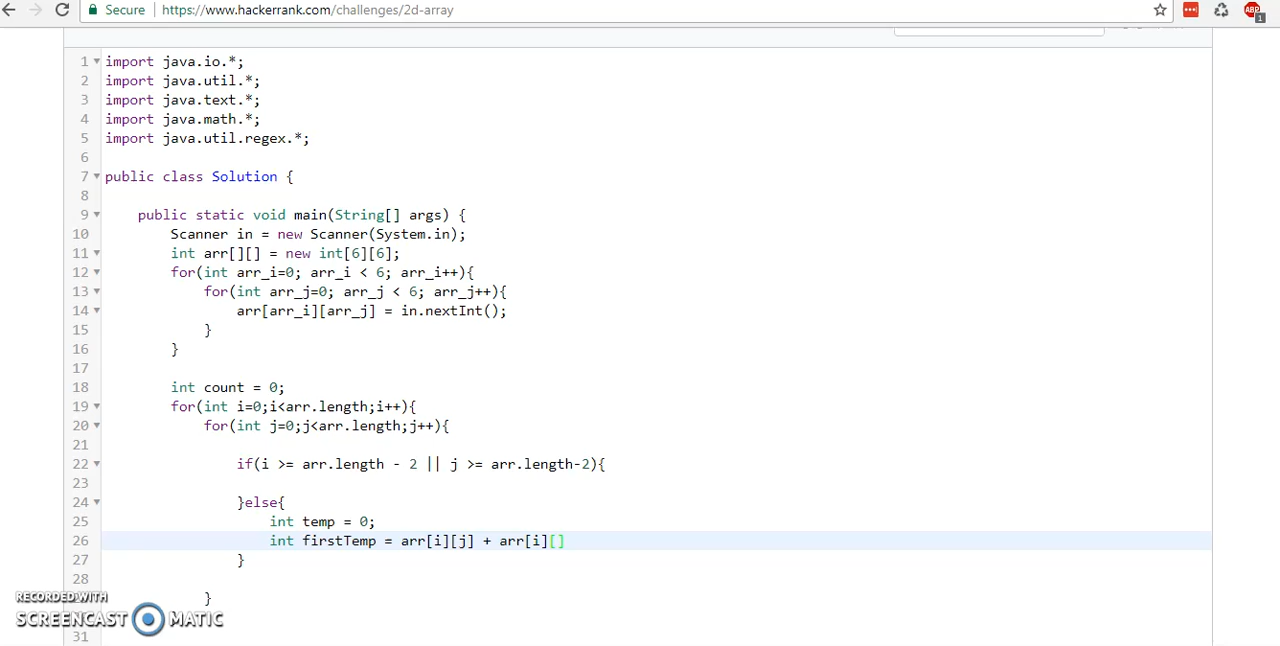 Secure | https://www.hackerrank.com/challenges/2d-array
ABP
1
1 import java.io.*;
2 import java.util.*;
3 import java.text.*;
4 import java.math.*;
5 import java.util.regex.*;
6
7 public class Solution {
8
9 public static void main(String[] args) {
10 Scanner in = new Scanner(System.in);
11 int arr[][] = new int[6][6];
12 for(int arr_i=0; arr_i < 6; arr_i++){
13 for(int arr_j=0; arr_j < 6; arr_j++){
14 arr[arr_i][arr_j] = in.nextInt();
15 }
16 }
17
18 int count = 0;
19 for(int i=0;i<arr.length;i++){
20 for(int j=0;j<arr.length;j++){
21
22 if(i >= arr.length - 2 || j >= arr.length-2){
23
24 }else{
25 int temp = 0;
26 int firstTemp = arr[i][j] + arr[i][]
27 }
28
}
RECORDED WITH
SCREENCAST MATIC
31